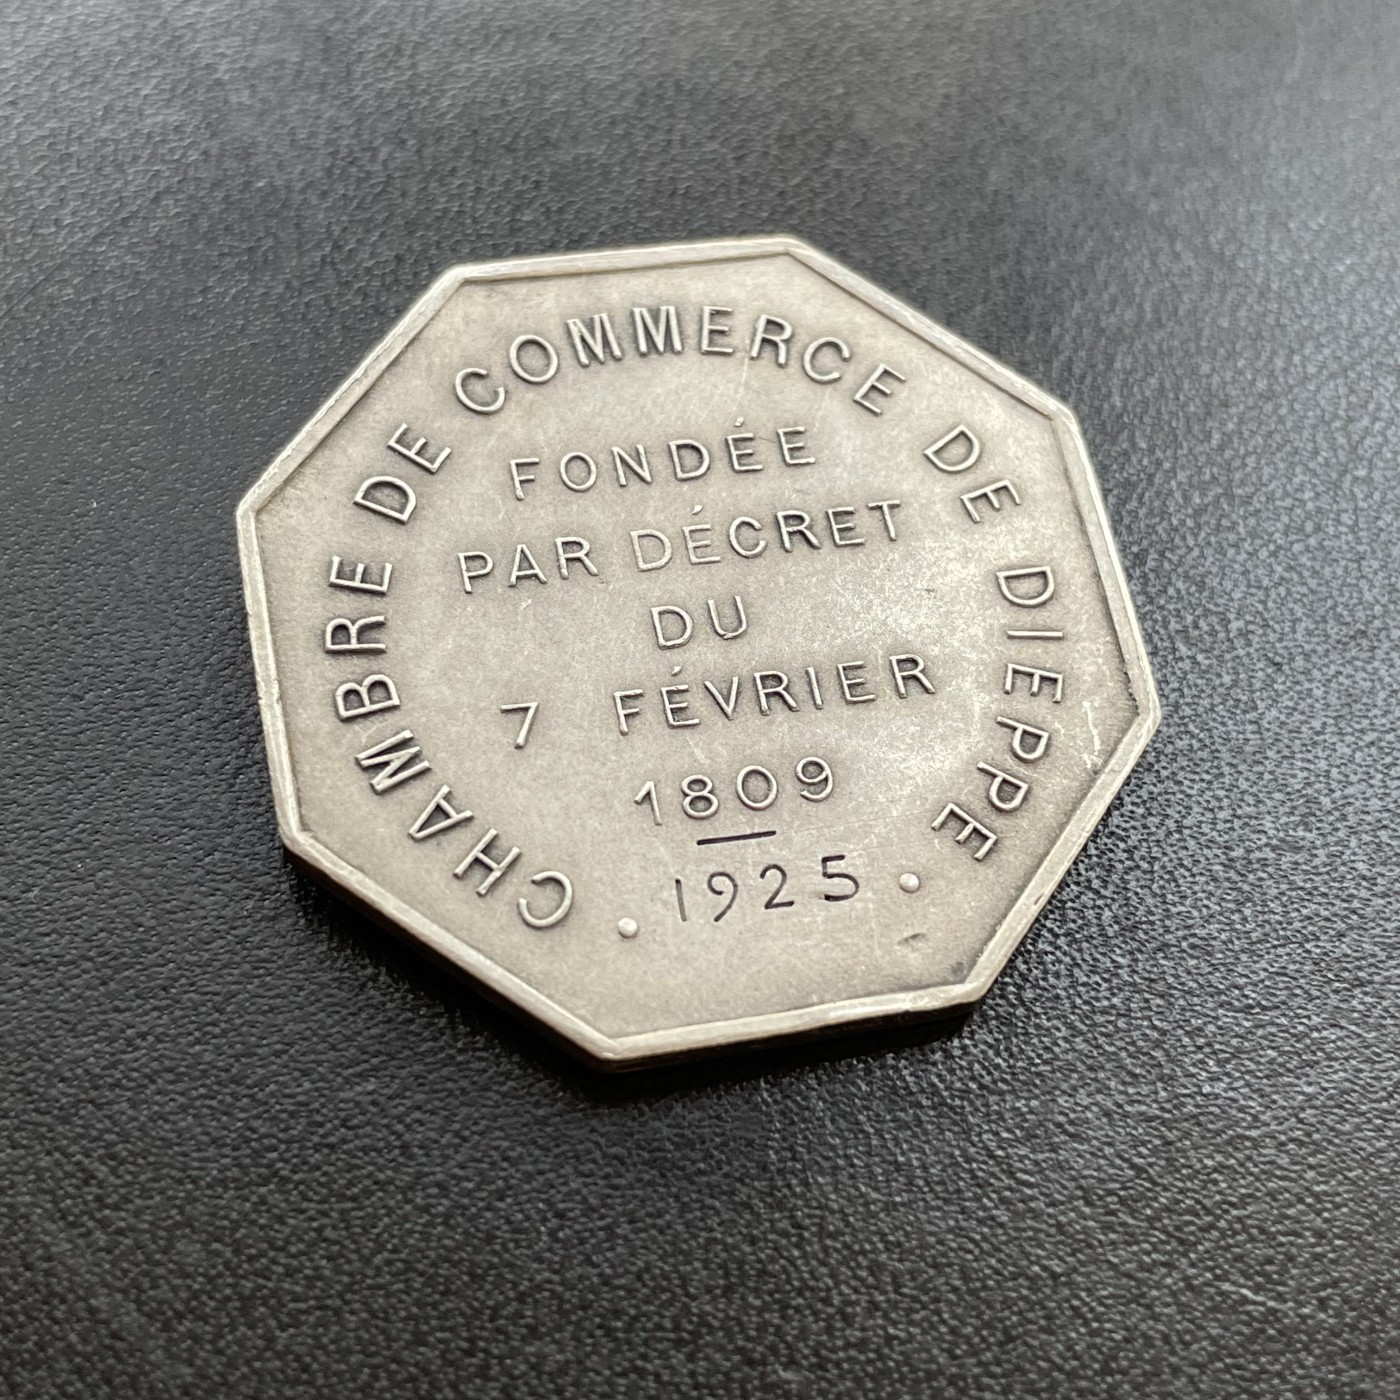 CHAMBRE DE COMMERCE DE DIEPPE
FONDÉE
PAR DÉCRET
DU
7 FÉVRIER
1809
1925